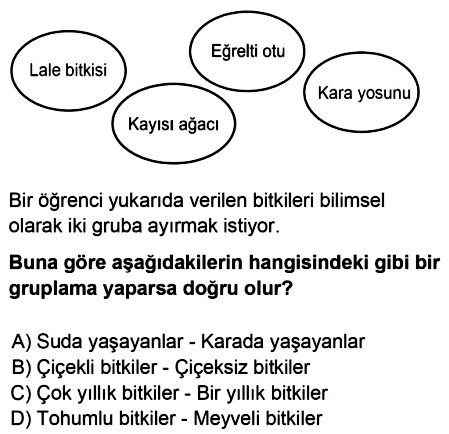 Lale bitkisi
Eğrelti otu
Kayısı ağacı
Kara yosunu
Bir öğrenci yukarıda verilen bitkileri bilimsel
olarak iki gruba ayırmak istiyor.
Buna göre aşağıdakilerin hangisindeki gibi bir
gruplama yaparsa doğru olur?
A) Suda yaşayanlar - Karada yaşayanlar
B) Çiçekli bitkiler - Çiçeksiz bitkiler
C) Çok yıllık bitkiler - Bir yıllık bitkiler
D) Tohumlu bitkiler - Meyveli bitkiler